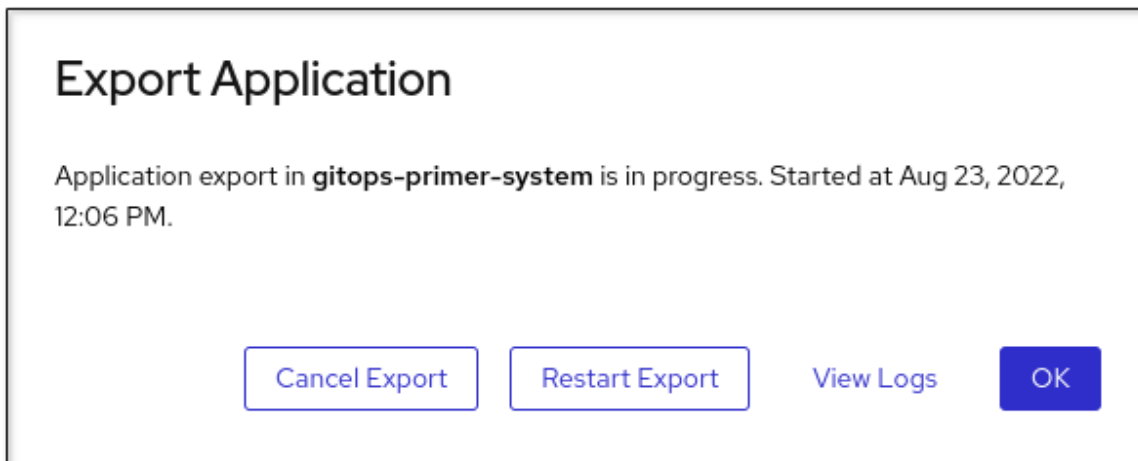 Export Application
Application export in gitops-primer-system is in progress. Started at Aug 23, 2022,
12:06 PM.
Cancel Export Restart Export View Logs OK